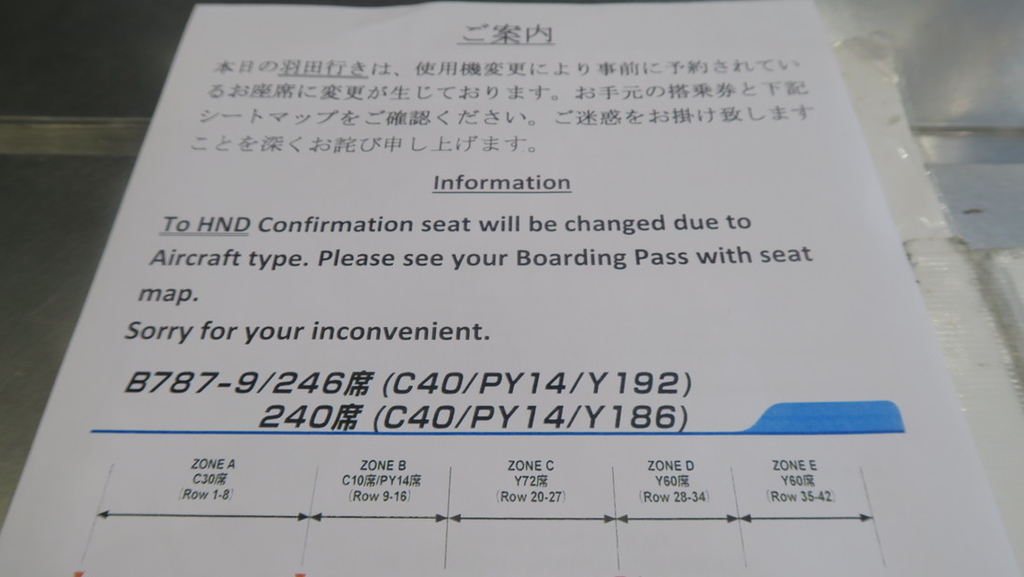 ご案内
本日の羽田行きは、使用機変更により事前に予約されてい
るお座席に変更が生じております。お手元の搭乗券と下記
シートマップをご確認ください。ご迷惑をお掛け致します
ことを深くお詫び申し上げます。
Information
To HND Confirmation seat will be changed due to
Aircraft type. Please see your Boarding Pass with seat
map.
Sorry for your inconvenient.
B787-9/246席 (C40/PY14/Y192)
240席 (C40/PY14/Y186)
ZONE A ZONE B ZONE C ZONE D ZONE E
C30席 C10席/PY14席 Y72席 Y60席 Y60席
(Row 1-8) (Row 9-16) (Row 20-27) (Row 28-34) (Row 35-42)